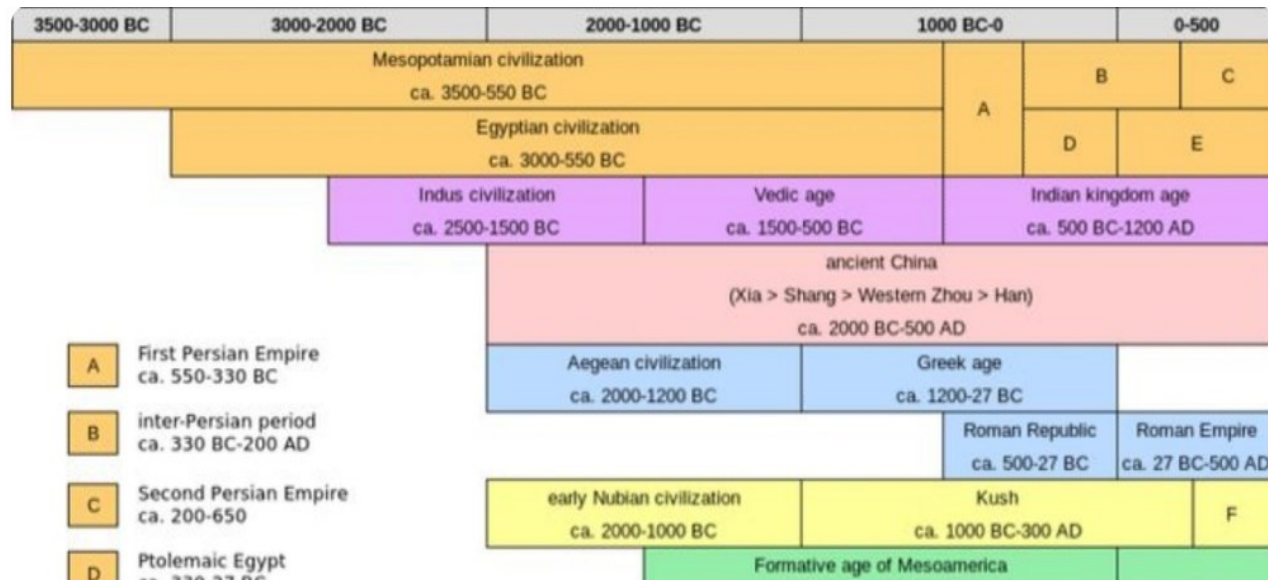 3500-3000 BC
3000-2000 BC
2000-1000 BC
1000 BC-0
0-500
Mesopotamian civilization
ca. 3500-550 BC
A
B
C
Egyptian civilization
ca. 3000-550 BC
D
E
Indus civilization
ca. 2500-1500 BC
Vedic age
ca. 1500-500 BC
Indian kingdom age
ca. 500 BC-1200 AD
ancient China
(Xia > Shang > Western Zhou > Han)
ca. 2000 BC-500 AD
Aegean civilization
ca. 2000-1200 BC
Greek age
ca. 1200-27 BC
Roman Republic
ca. 500-27 BC
Roman Empire
ca. 27 BC-500 AD
early Nubian civilization
ca. 2000-1000 BC
Kush
ca. 1000 BC-300 AD
F
Formative age of Mesoamerica
A
First Persian Empire
ca. 550-330 BC
B
inter-Persian period
ca. 330 BC-200 AD
C
Second Persian Empire
ca. 200-650
D
Ptolemaic Egypt